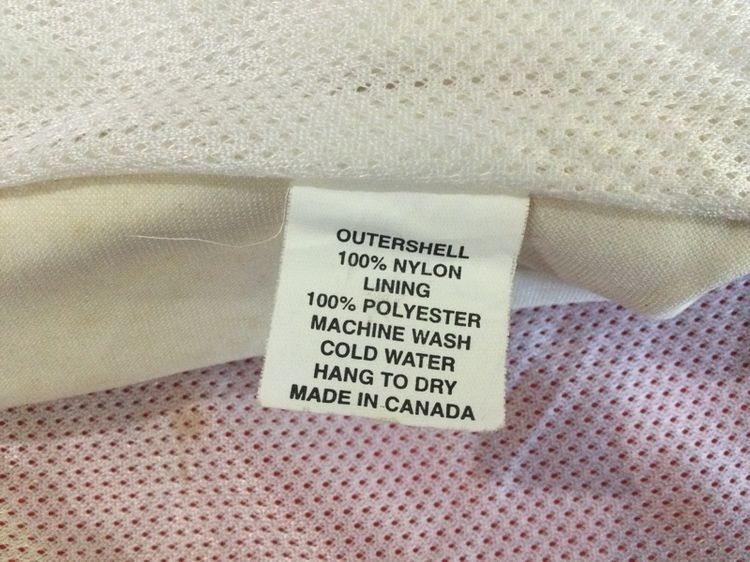 OUTERSHELL
100% NYLON
LINING
100% POLYESTER
MACHINE WASH
COLD WATER
HANG TO DRY
MADE IN CANADA